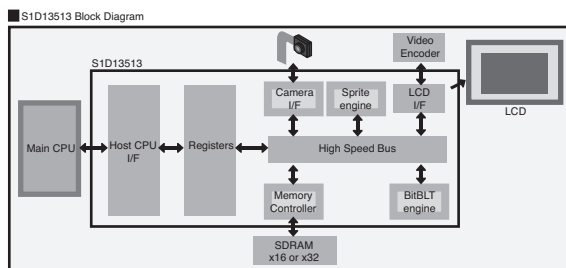 S1D13513 Block Diagram
S1D13513
Video
Encoder
LCD
Camera
I/F
Sprite
engine
LCD
I/F
Main CPU
Host CPU
I/F
Registers
High Speed Bus
Memory
Controller
BitBLT
engine
SDRAM
x16 or x32